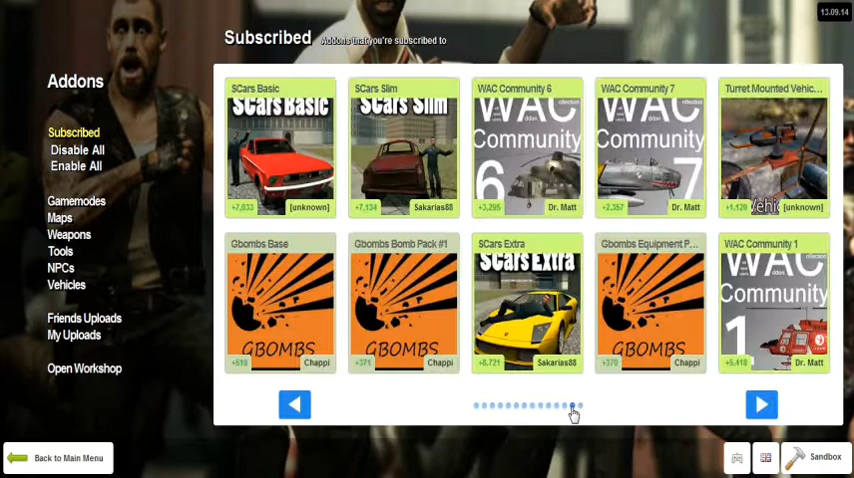 13.09.14
Subscribed Addons that you're subscribed to
Addons
Subscribed
Disable All
Enable All
Gamemodes
Maps
Weapons
Tools
NPCs
Vehicles
Friends Uploads
My Uploads
Open Workshop
SCars Basic
SCars Basic
+7,033 [unknown]
SCars Slim
SCars Slim
+7,134 Sakarias88
WAC Community 6
WAC
Community
6
+3,295 Dr. Matt
WAC Community 7
WAC
Community
7
+2,357 Dr. Matt
Turret Mounted Vehic...
[unknown]
Gbombs Base
GBOMBS
+510 Chappi
Gbombs Bomb Pack #1
GBOMBS
+371 Chappi
SCars Extra
SCars Extra
+8,721 Sakarias88
Gbombs Equipment P...
GBOMBS
+370 Chappi
WAC Community 1
WAC
Community
1
+5,418 Dr. Matt
Back to Main Menu
Sandbox